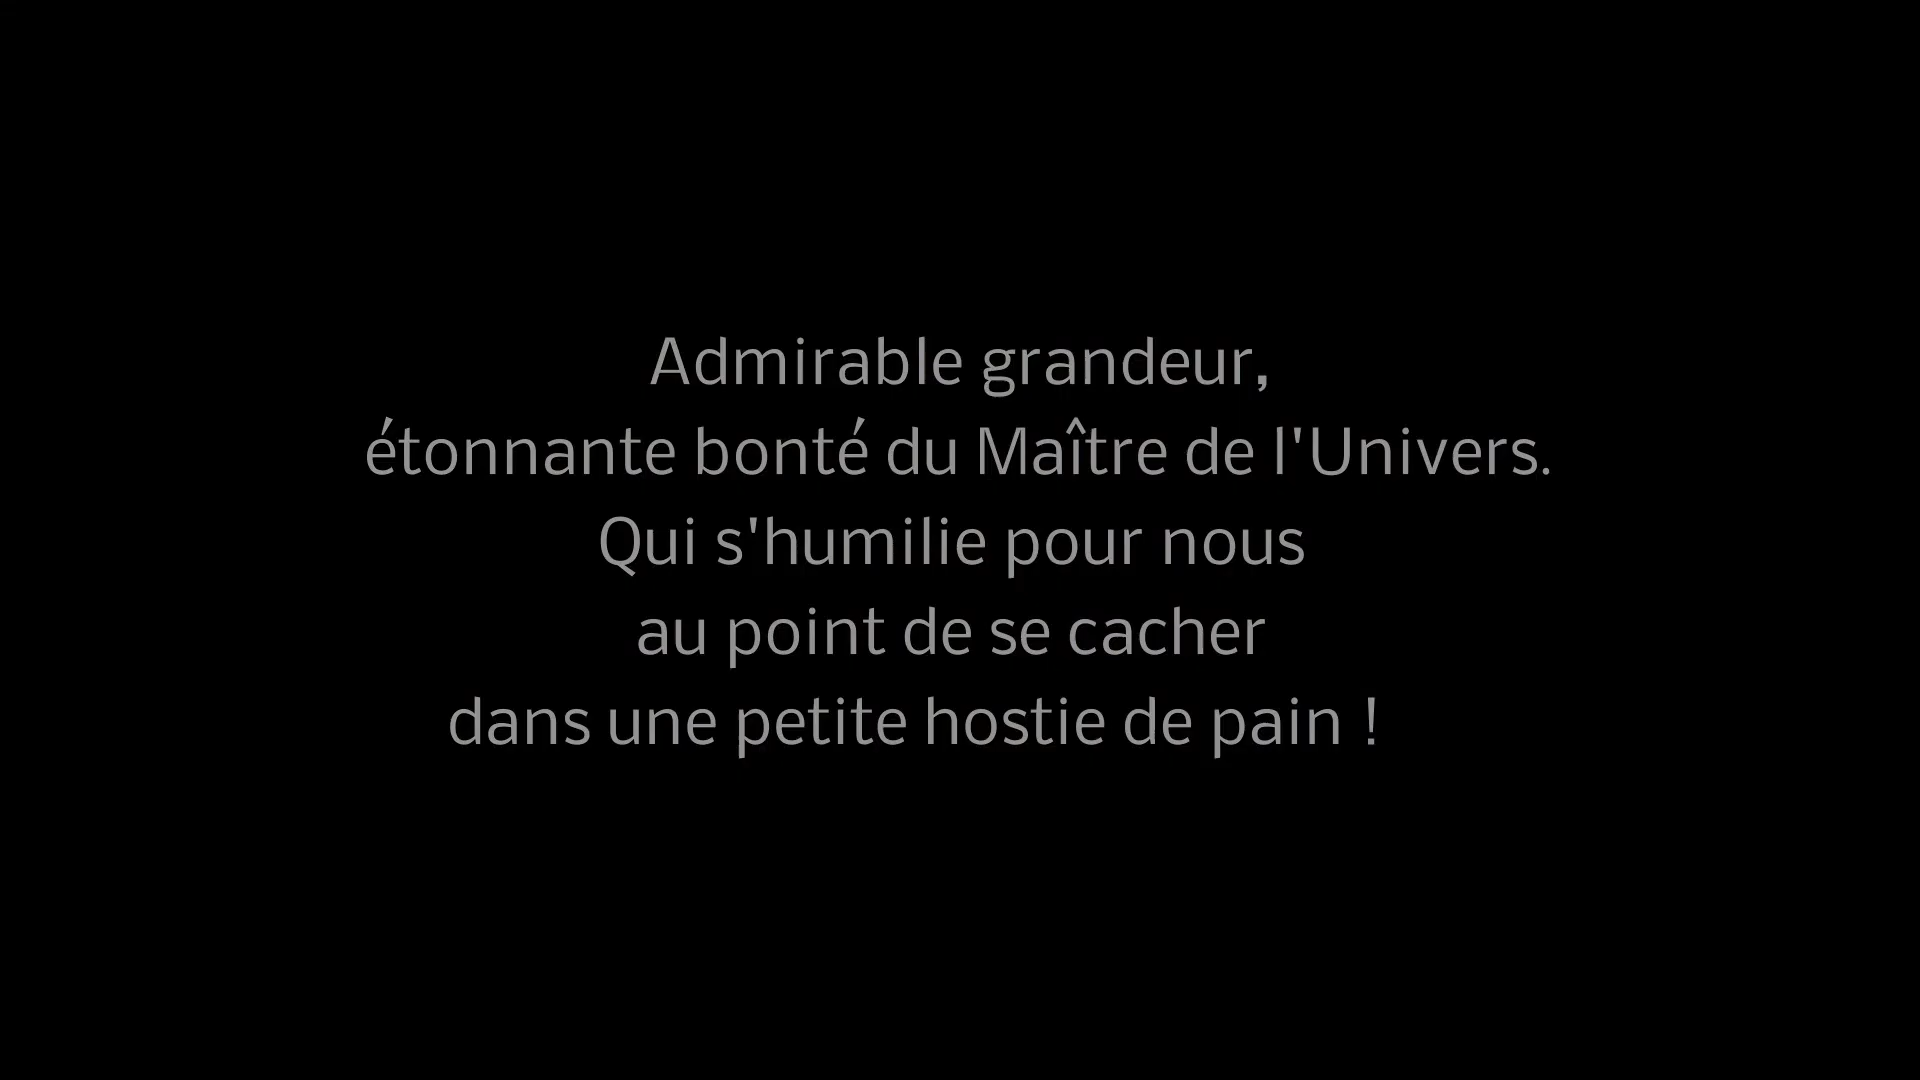 Admirable grandeur,
étonnante bonté du Maître de l'Univers.
Qui s'humilie pour nous
au point de se cacher
dans une petite hostie de pain !